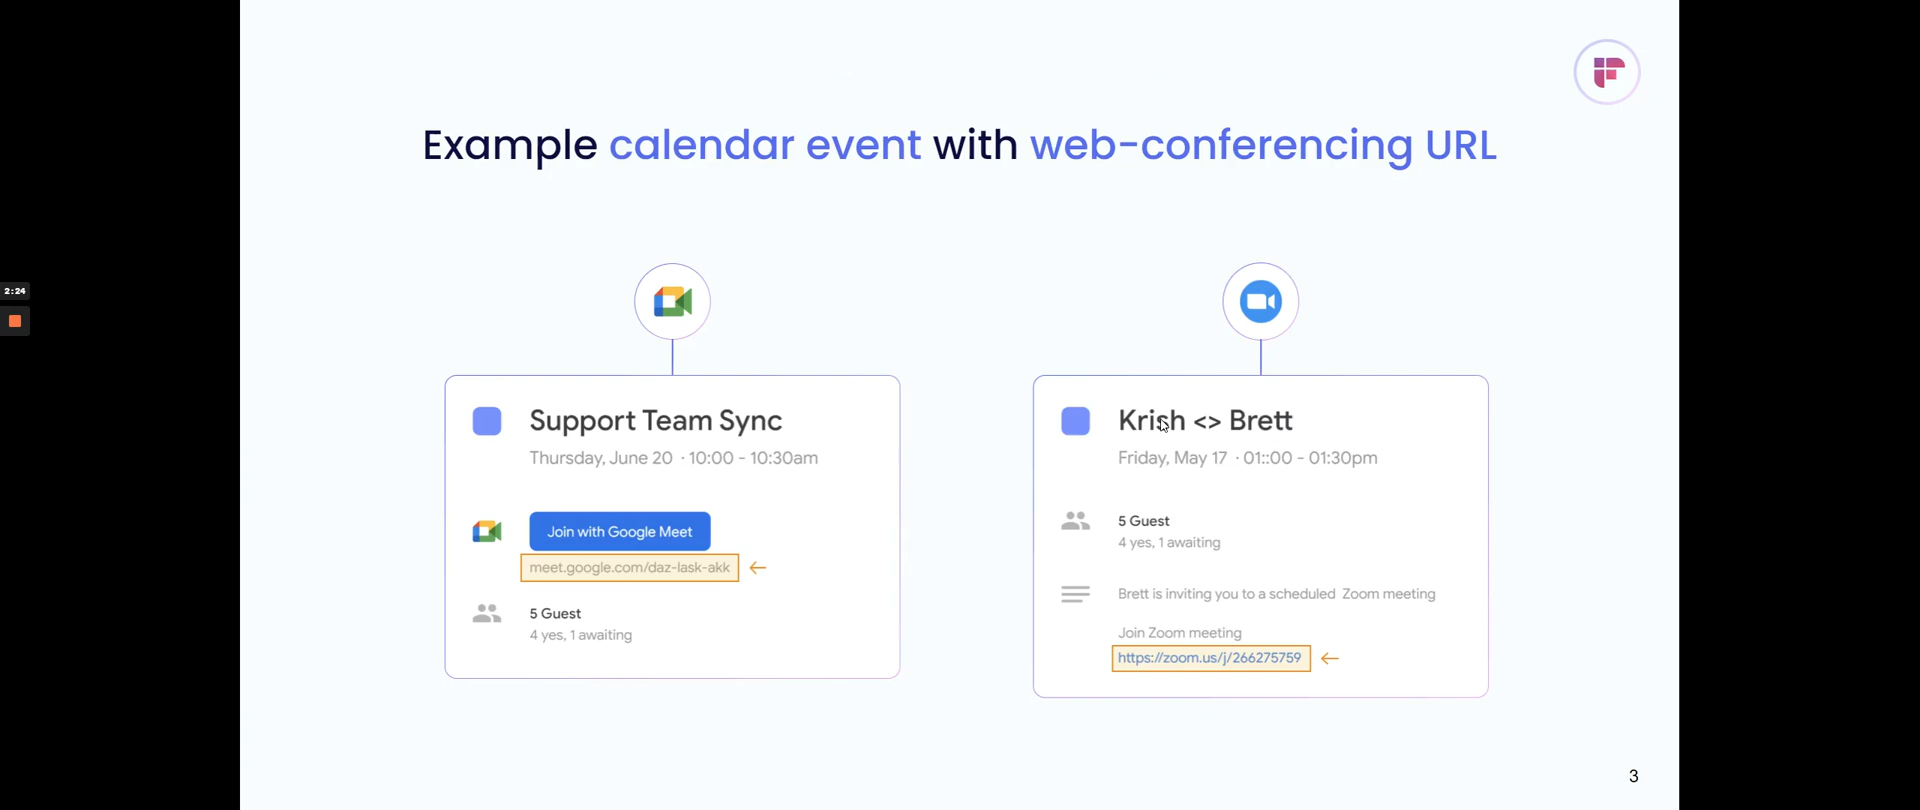 Example calendar event with web-conferencing URL
2:24
Support Team Sync
Thursday, June 20 · 10:00 - 10:30am
Join with Google Meet
meet.google.com/daz-lask-akk
5 Guest
4 yes, 1 awaiting
Krish <> Brett
Friday, May 17 · 01::00 - 01:30pm
5 Guest
4 yes, 1 awaiting
Brett is inviting you to a scheduled Zoom meeting
Join Zoom meeting
https://zoom.us/j/266275759
3